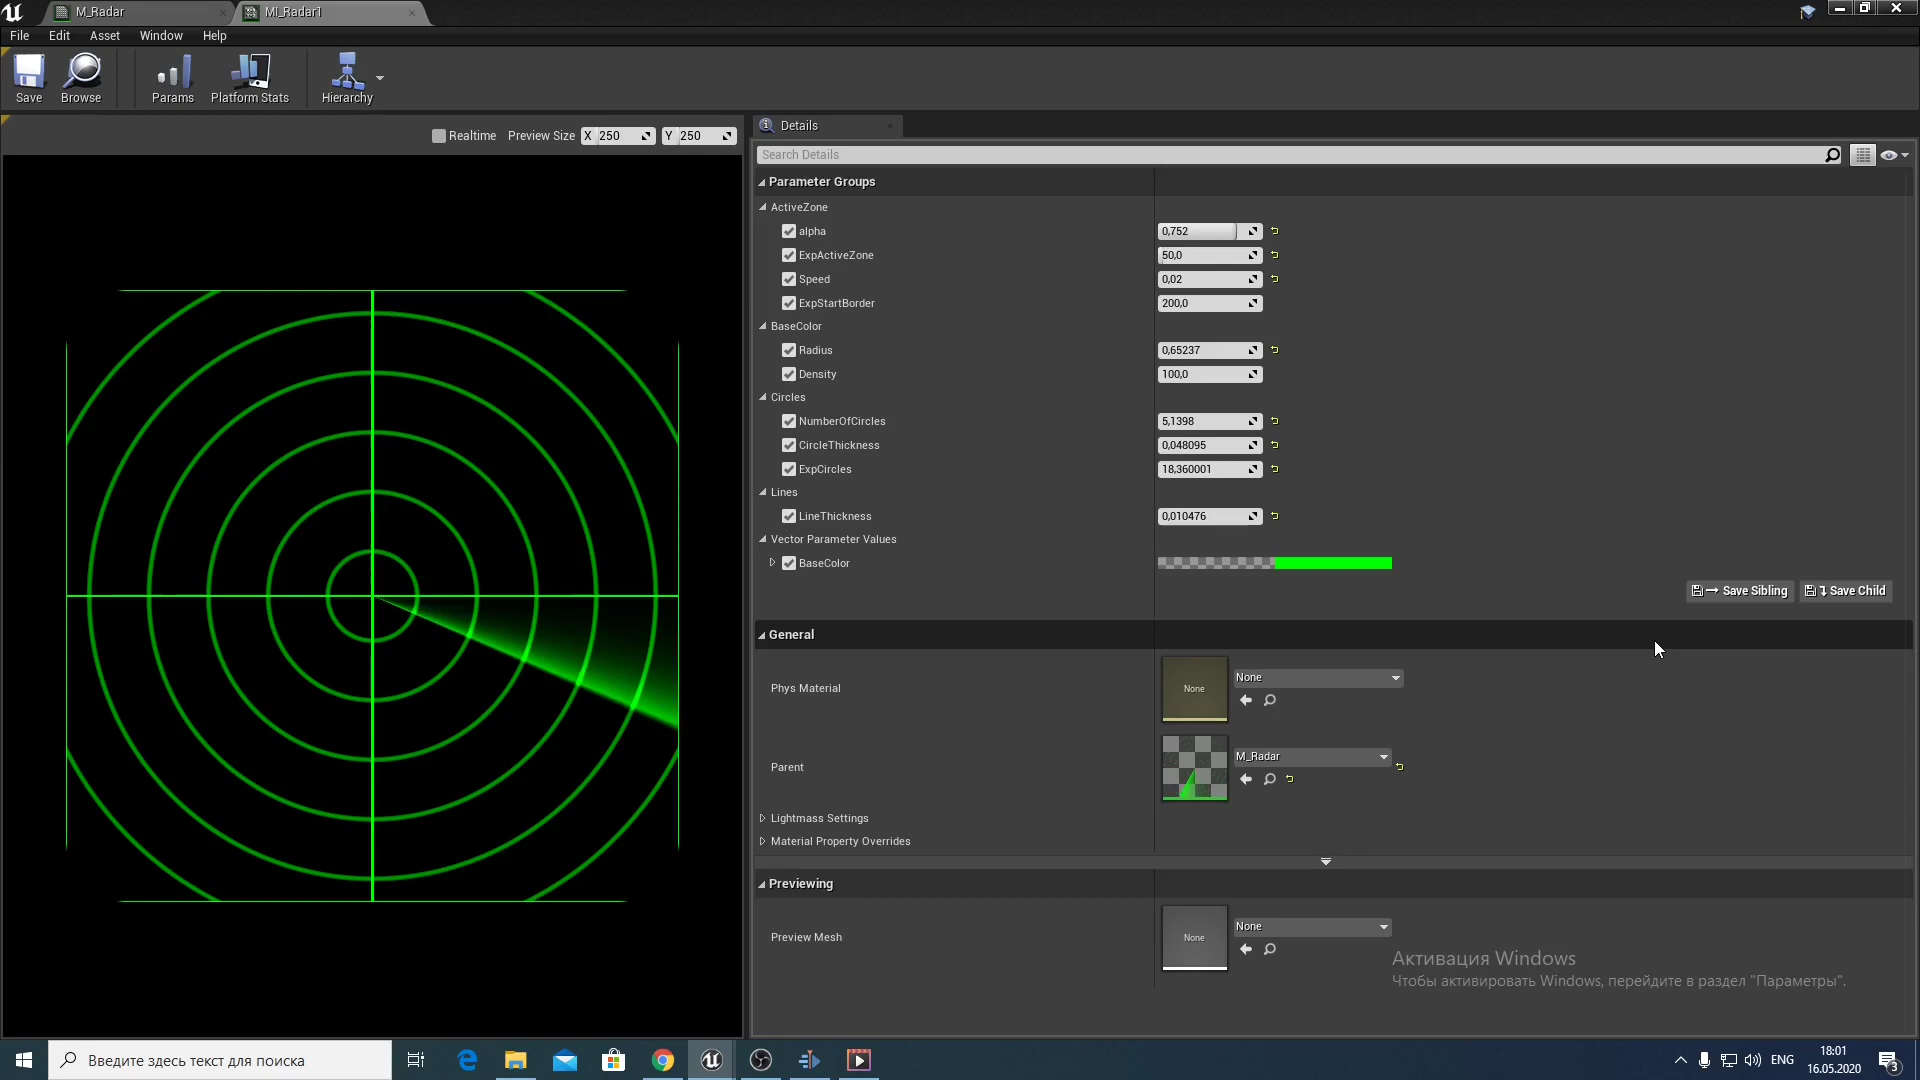 M_Radar
MI_Radar1
File Edit Asset Window Help
Save Browse Params Platform Stats Hierarchy
Realtime Preview Size X 250 Y 250
Details
Search Details
Parameter Groups
ActiveZone
alpha 0,752
ExpActiveZone 50,0
Speed 0,02
ExpStartBorder 200,0
BaseColor
Radius 0,65237
Density 100,0
Circles
NumberOfCircles 5,1398
CircleThickness 0,048095
ExpCircles 18,360001
Lines
LineThickness 0,010476
Vector Parameter Values
BaseColor
Save Sibling Save Child
General
Phys Material None None
Parent M_Radar
Lightmass Settings
Material Property Overrides
Previewing
Preview Mesh None None
Активация Windows
Чтобы активировать Windows, перейдите в раздел "Параметры".
Введите здесь текст для поиска
ENG
18:01
16.05.2020
3